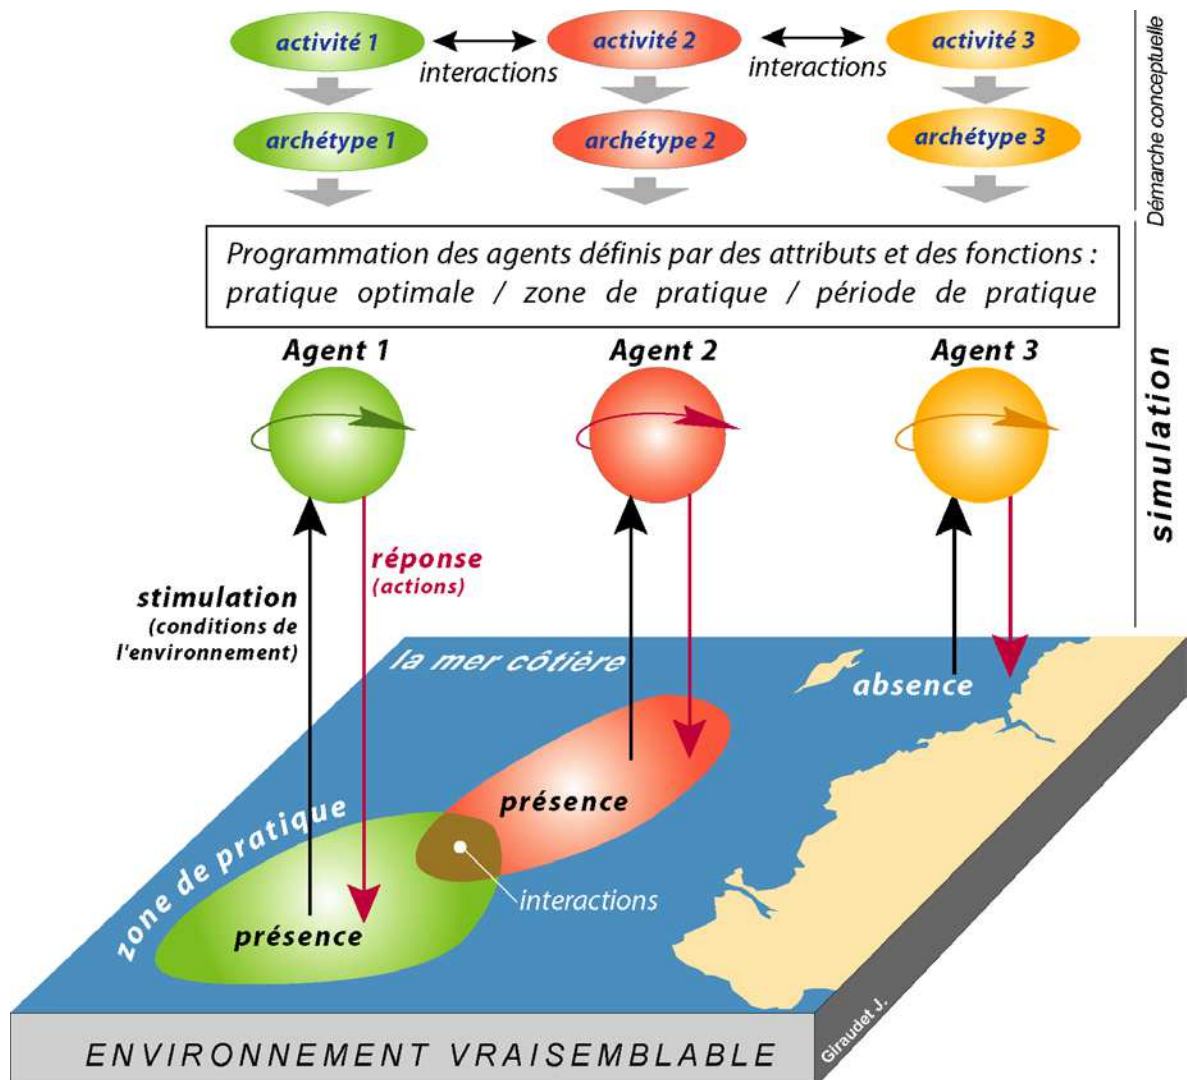 activité 1
activité 2
activité 3
interactions
interactions
archétype 1
archétype 2
archétype 3
Démarche conceptuelle
Programmation des agents définis par des attributs et des fonctions :
pratique optimale / zone de pratique / période de pratique
Agent 1
Agent 2
Agent 3
simulation
réponse
(actions)
stimulation
(conditions de
l'environnement)
la mer côtière
absence
présence
zone de pratique
interactions
présence
Giraudet J.
ENVIRONNEMENT VRAISEMBLABLE